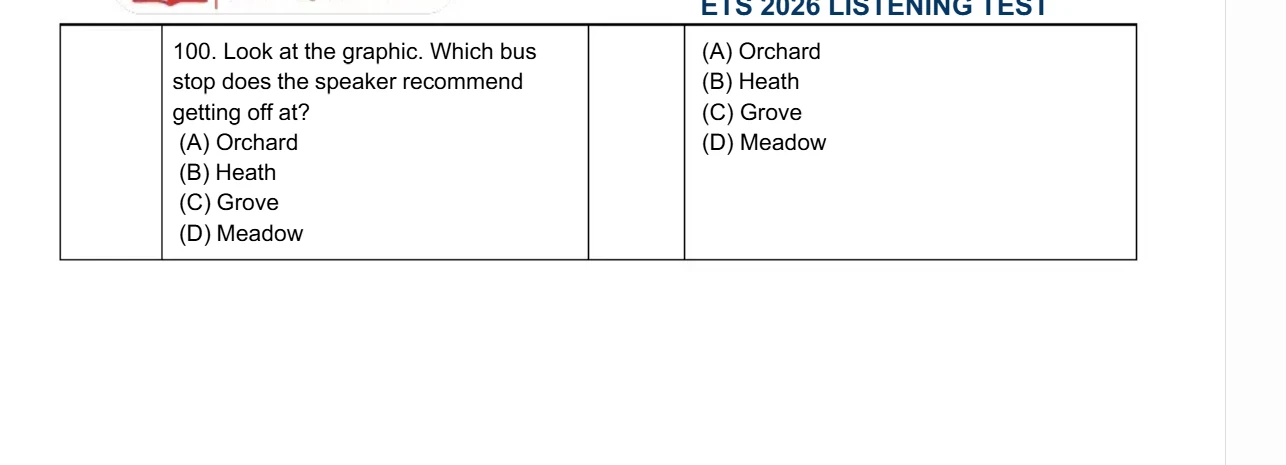 ETS 2026 LISTENING TEST
100. Look at the graphic. Which bus
stop does the speaker recommend
getting off at?
(A) Orchard
(B) Heath
(C) Grove
(D) Meadow
(A) Orchard
(B) Heath
(C) Grove
(D) Meadow